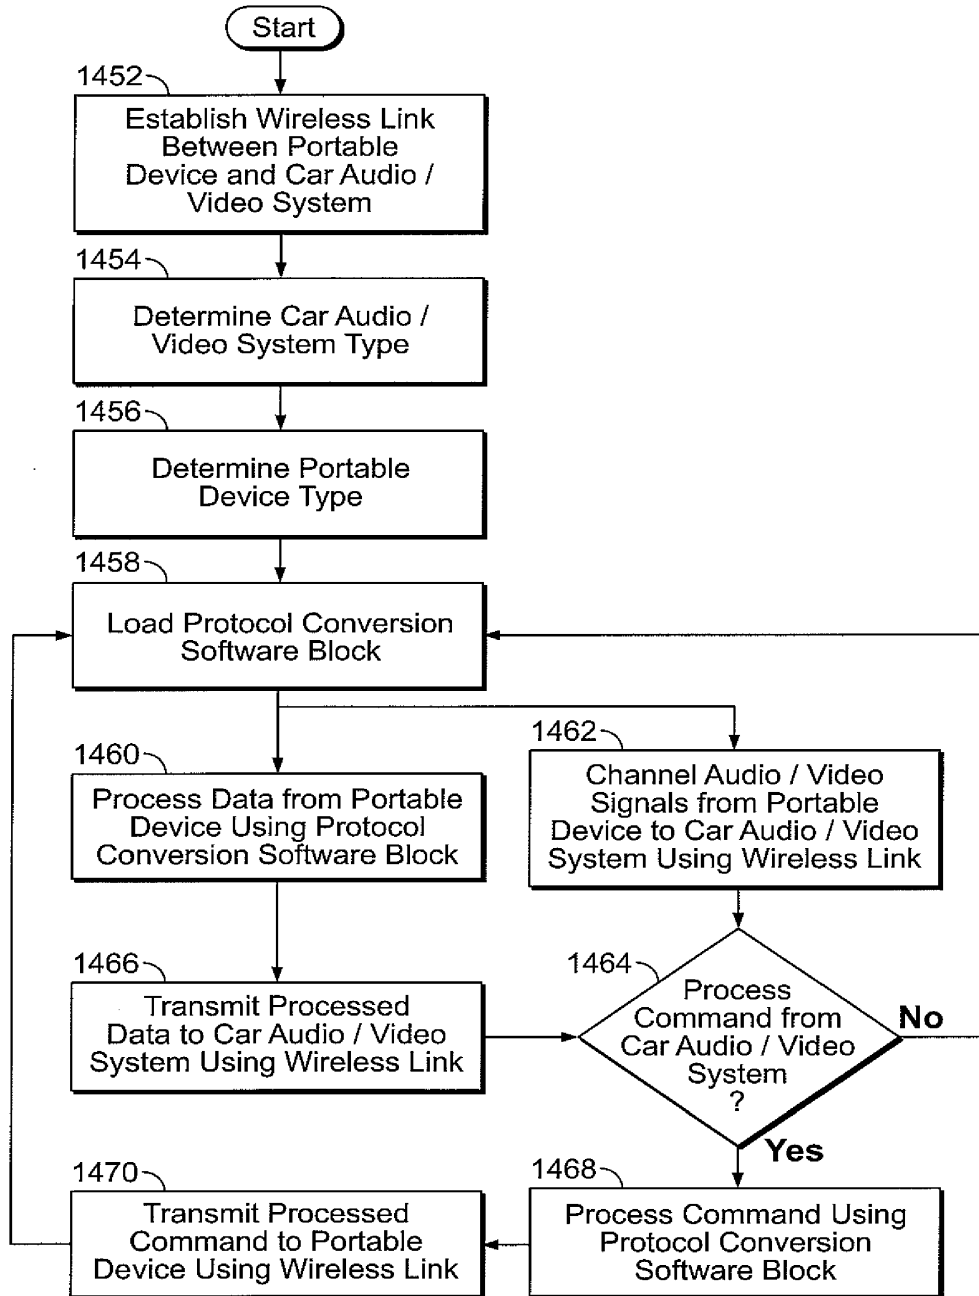 Start
1452
Establish Wireless Link
Between Portable
Device and Car Audio /
Video System
1454
Determine Car Audio /
Video System Type
1456
Determine Portable
Device Type
1458
Load Protocol Conversion
Software Block
1460
Process Data from Portable
Device Using Protocol
Conversion Software Block
1462
Channel Audio / Video
Signals from Portable
Device to Car Audio / Video
System Using Wireless Link
1466
Transmit Processed
Data to Car Audio / Video
System Using Wireless Link
1464
Process
Command from
Car Audio / Video
System
?
No
Yes
1470
Transmit Processed
Command to Portable
Device Using Wireless Link
1468
Process Command Using
Protocol Conversion
Software Block